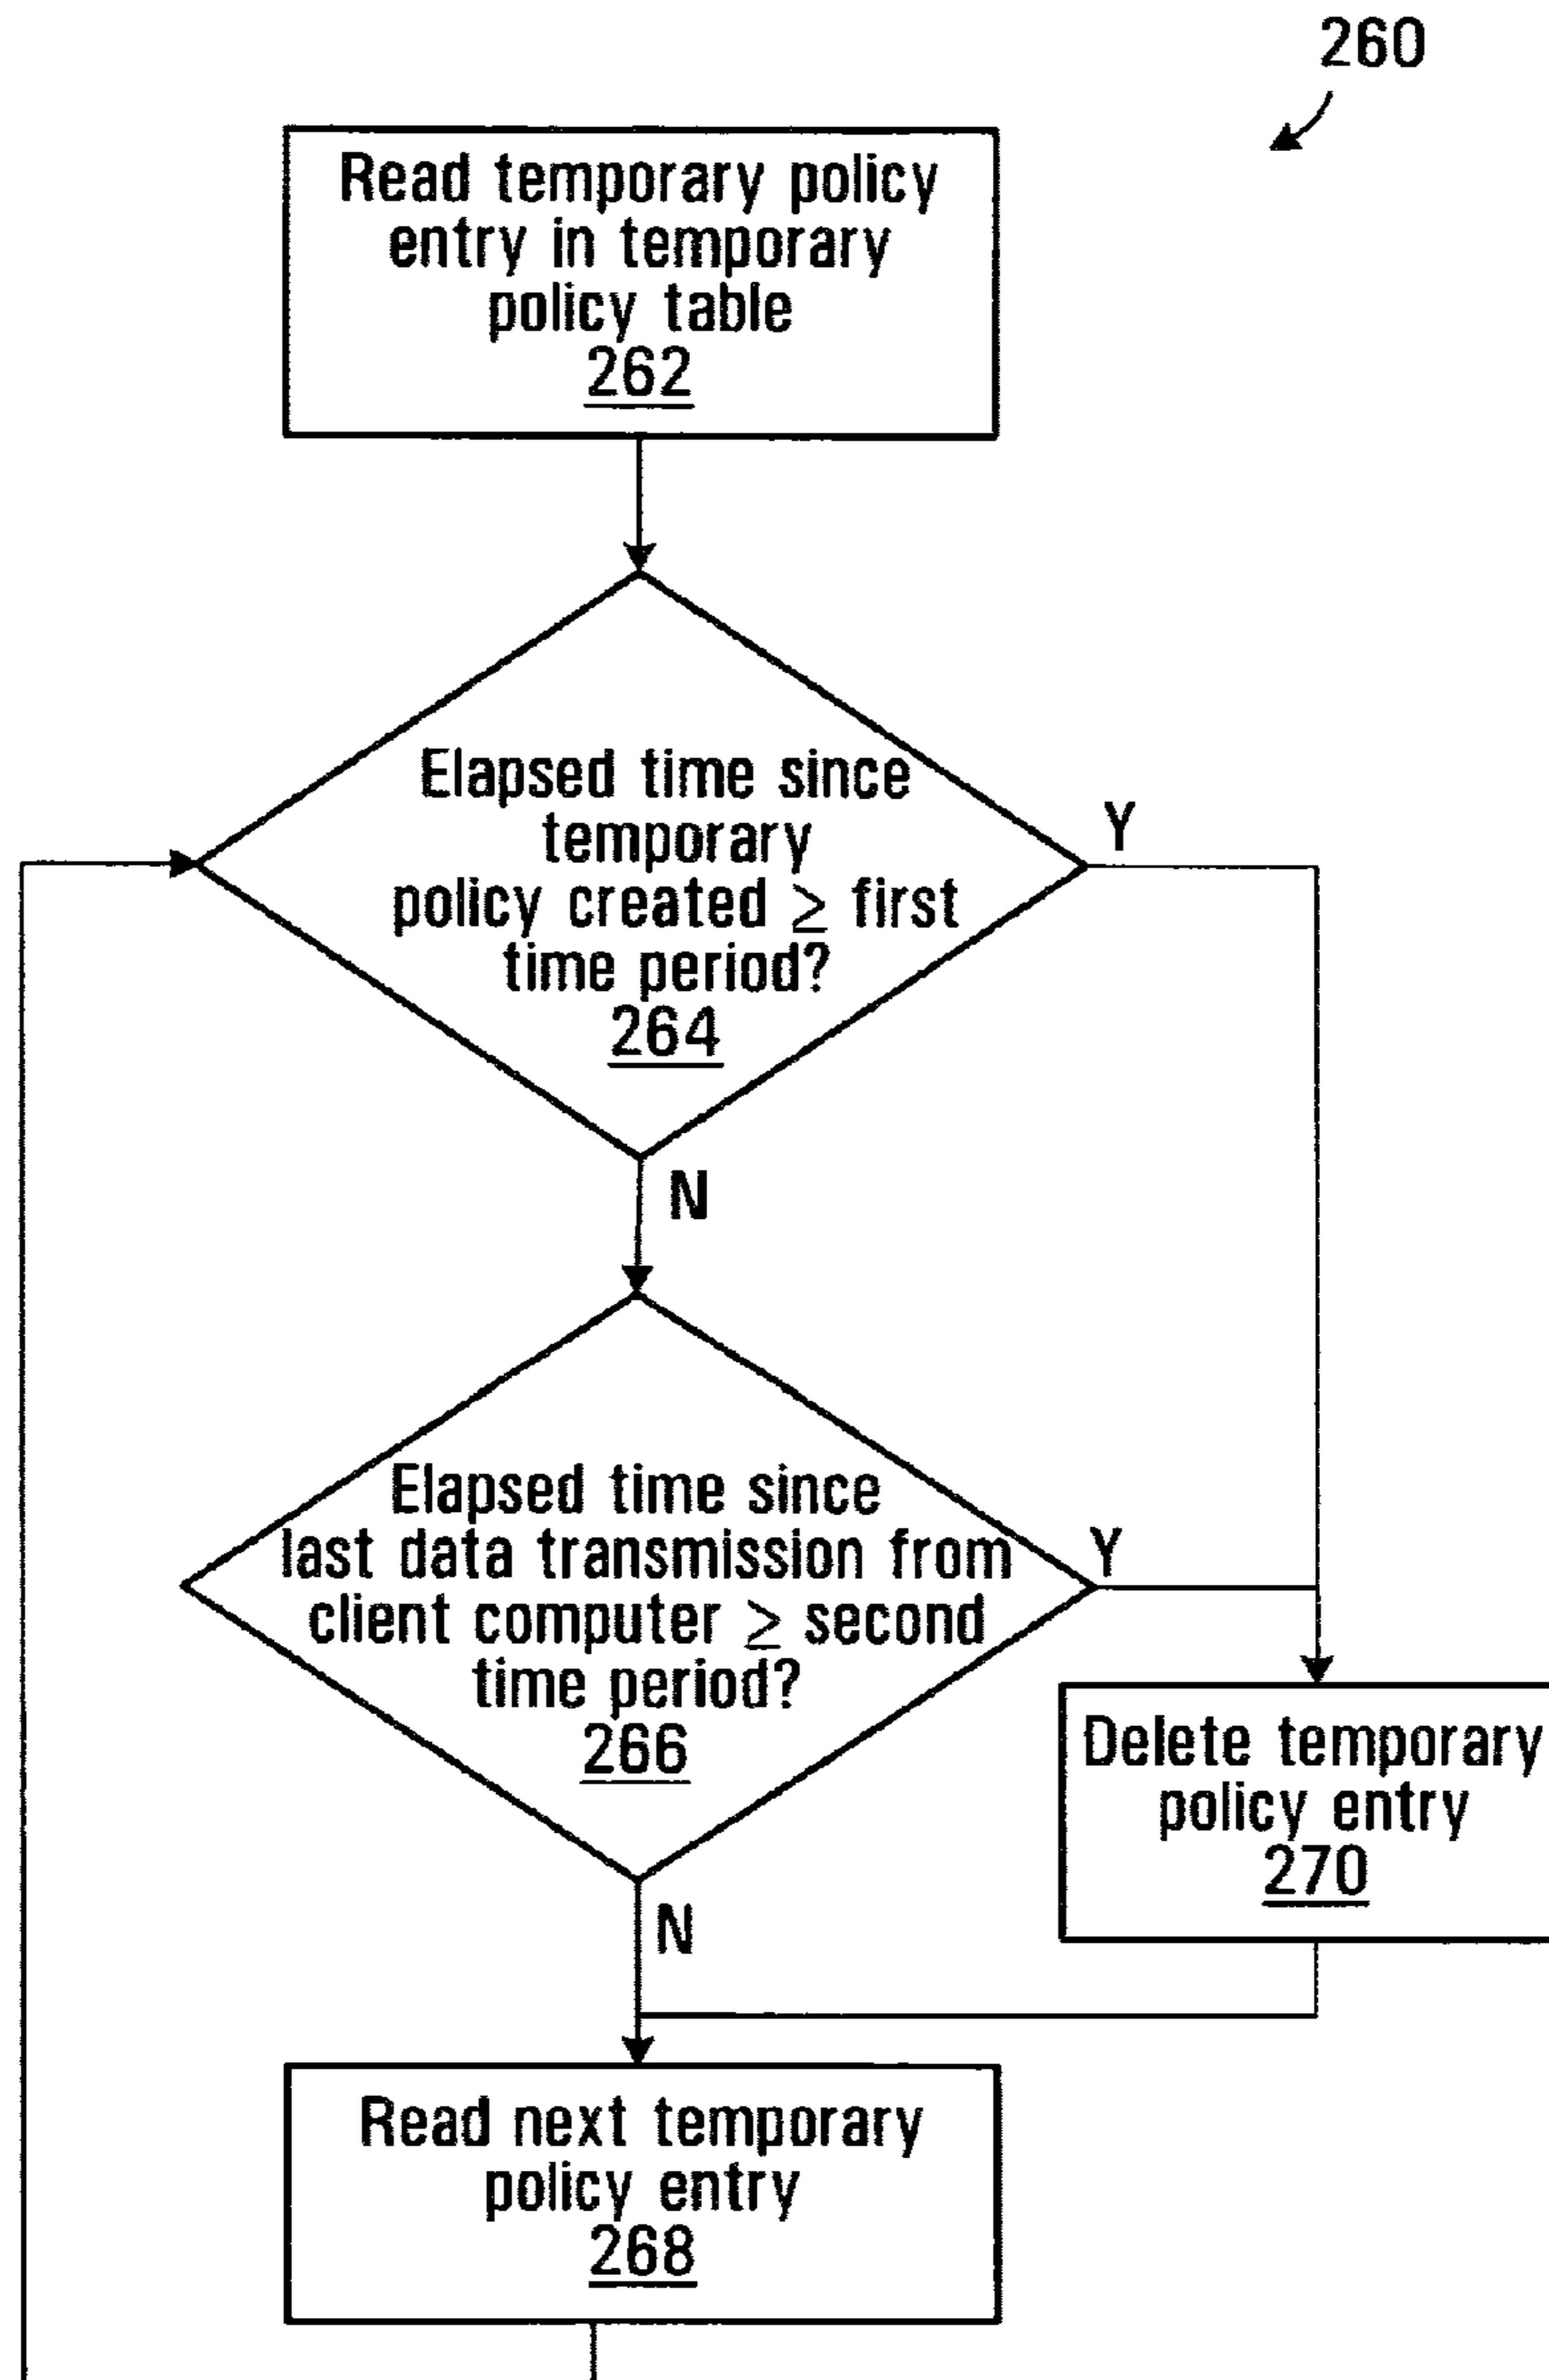 260
Read temporary policy
entry in temporary
policy table
262
Elapsed time since
temporary
policy created ≥ first
time period?
264
Y
N
Elapsed time since
last data transmission from
client computer ≥ second
time period?
266
Y
Delete temporary
policy entry
270
N
Read next temporary
policy entry
268